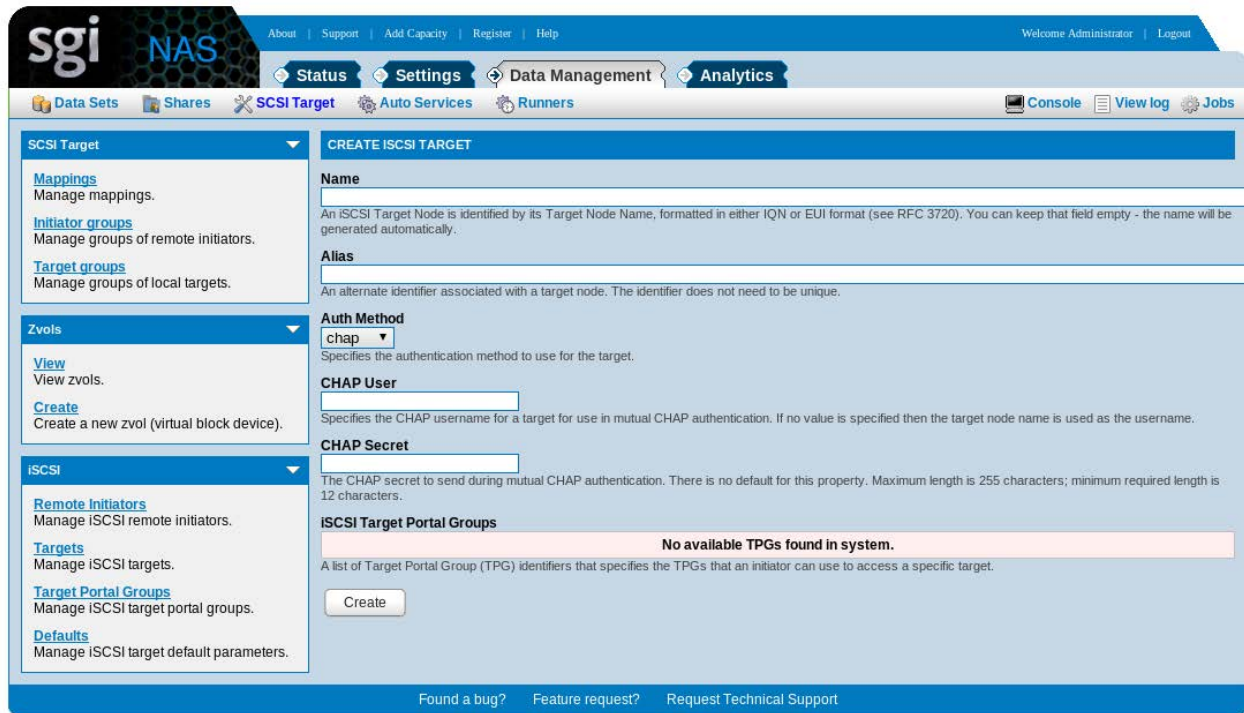 sgi NAS
About | Support | Add Capacity | Register | Help
Welcome Administrator | Logout
Status
Settings
Data Management
Analytics
Data Sets
Shares
SCSI Target
Auto Services
Runners
Console
View log
Jobs
SCSI Target
Mappings
Manage mappings.
Initiator groups
Manage groups of remote initiators.
Target groups
Manage groups of local targets.
Zvols
View
View zvols.
Create
Create a new zvol (virtual block device).
iSCSI
Remote Initiators
Manage iSCSI remote initiators.
Targets
Manage iSCSI targets.
Target Portal Groups
Manage iSCSI target portal groups.
Defaults
Manage iSCSI target default parameters.
CREATE ISCSI TARGET
Name
An iSCSI Target Node is identified by its Target Node Name, formatted in either IQN or EUI format (see RFC 3720). You can keep that field empty - the name will be
generated automatically.
Alias
An alternate identifier associated with a target node. The identifier does not need to be unique.
Auth Method
chap
Specifies the authentication method to use for the target.
CHAP User
Specifies the CHAP username for a target for use in mutual CHAP authentication. If no value is specified then the target node name is used as the username.
CHAP Secret
The CHAP secret to send during mutual CHAP authentication. There is no default for this property. Maximum length is 255 characters; minimum required length is
12 characters.
iSCSI Target Portal Groups
No available TPGs found in system.
A list of Target Portal Group (TPG) identifiers that specifies the TPGs that an initiator can use to access a specific target.
Create
Found a bug?
Feature request?
Request Technical Support